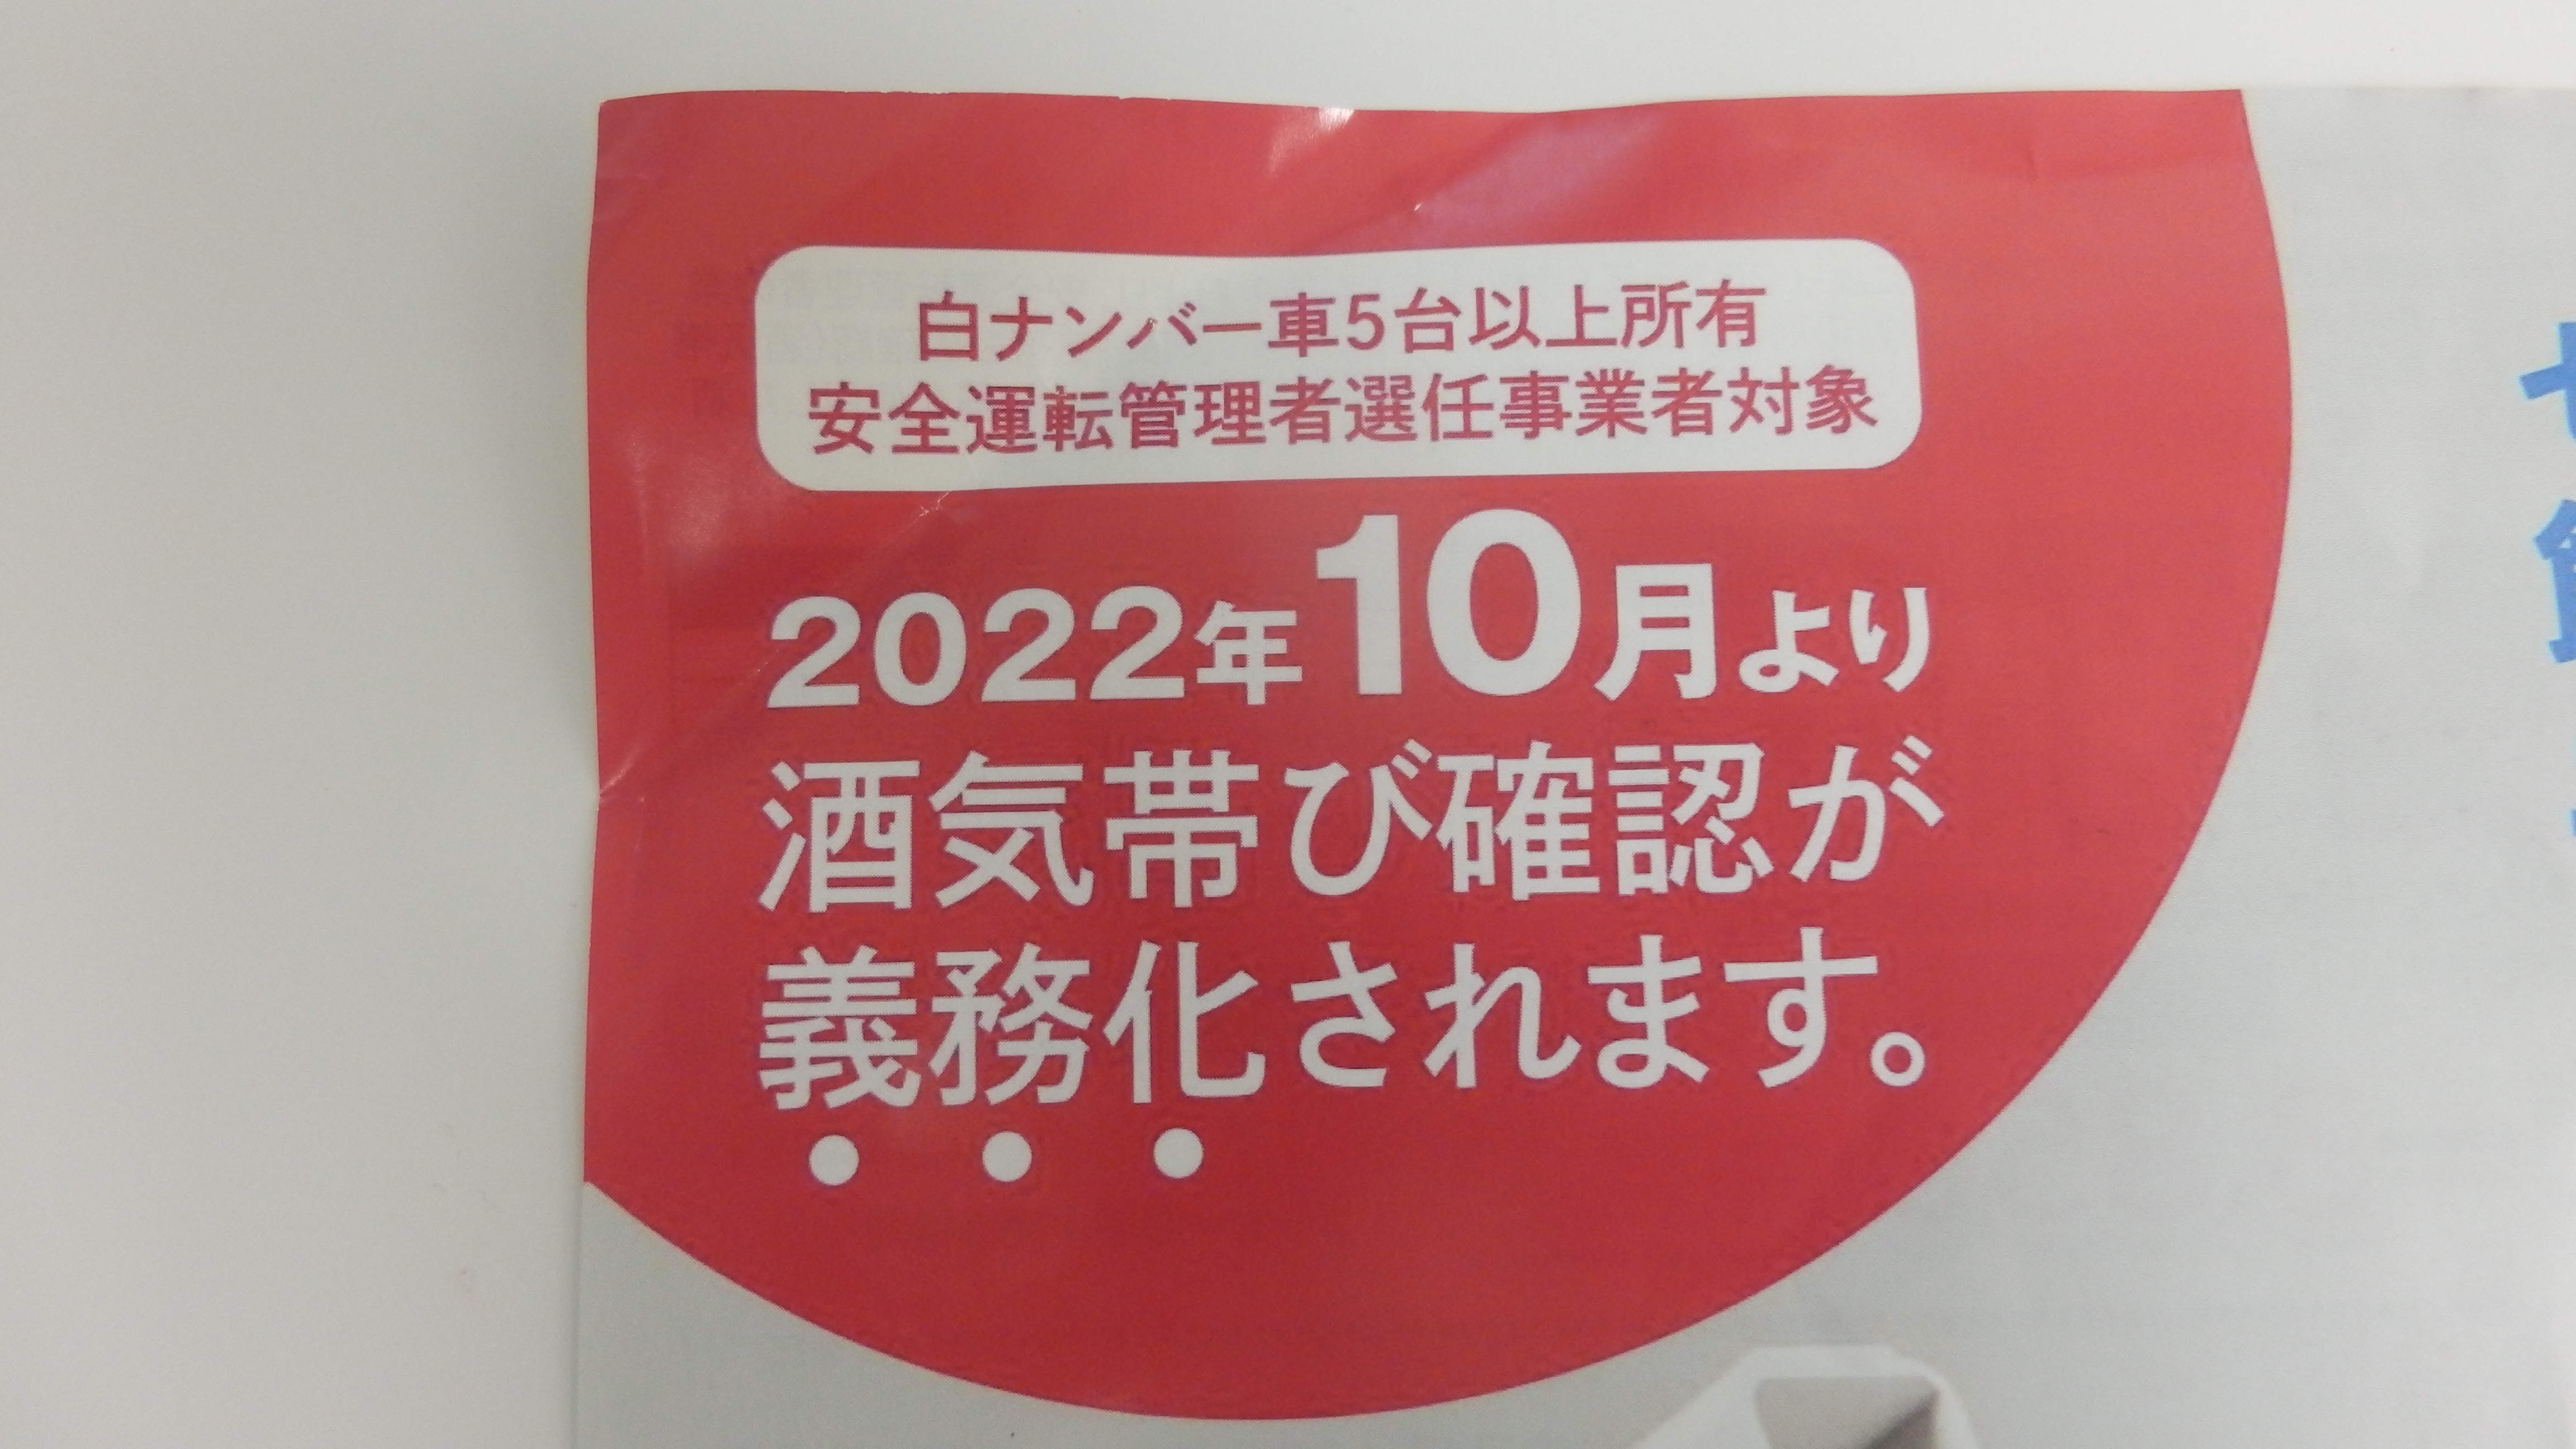 白ナンバー車5台以上所有
安全運転管理者選任事業者対象
2022年10月より
酒気帯び確認が
義務化されます。